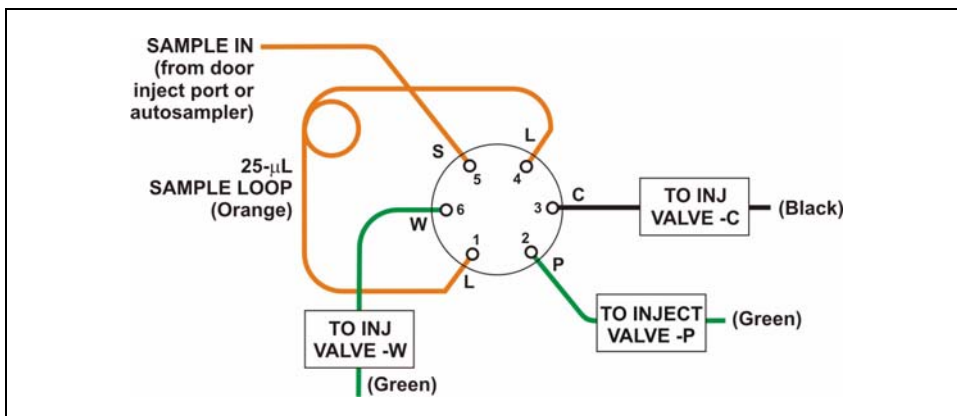 SAMPLE IN
(from door
inject port or
autosampler)
25-μL
SAMPLE LOOP
(Orange)
S
5
L
4
W
6
3
C
1
L
2
P
TO INJ
VALVE -C
(Black)
TO INJECT
VALVE -P
(Green)
TO INJ
VALVE -W
(Green)